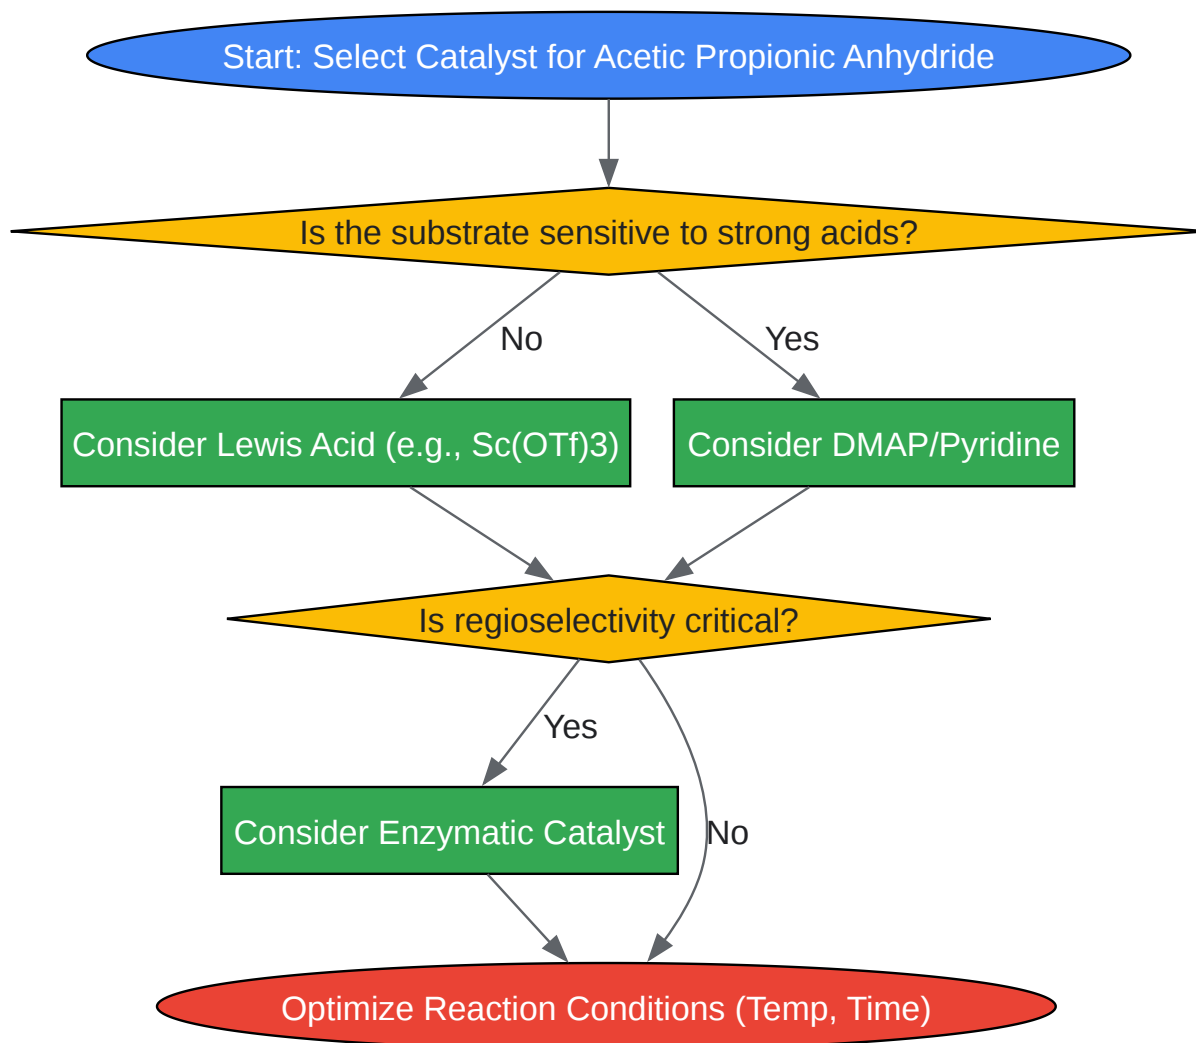 Start: Select Catalyst for Acetic Propionic Anhydride
Is the substrate sensitive to strong acids?
No
Yes
Consider Lewis Acid (e.g., Sc(OTf)3)
Consider DMAP/Pyridine
Is regioselectivity critical?
Yes
Consider Enzymatic Catalyst
No
Optimize Reaction Conditions (Temp, Time)